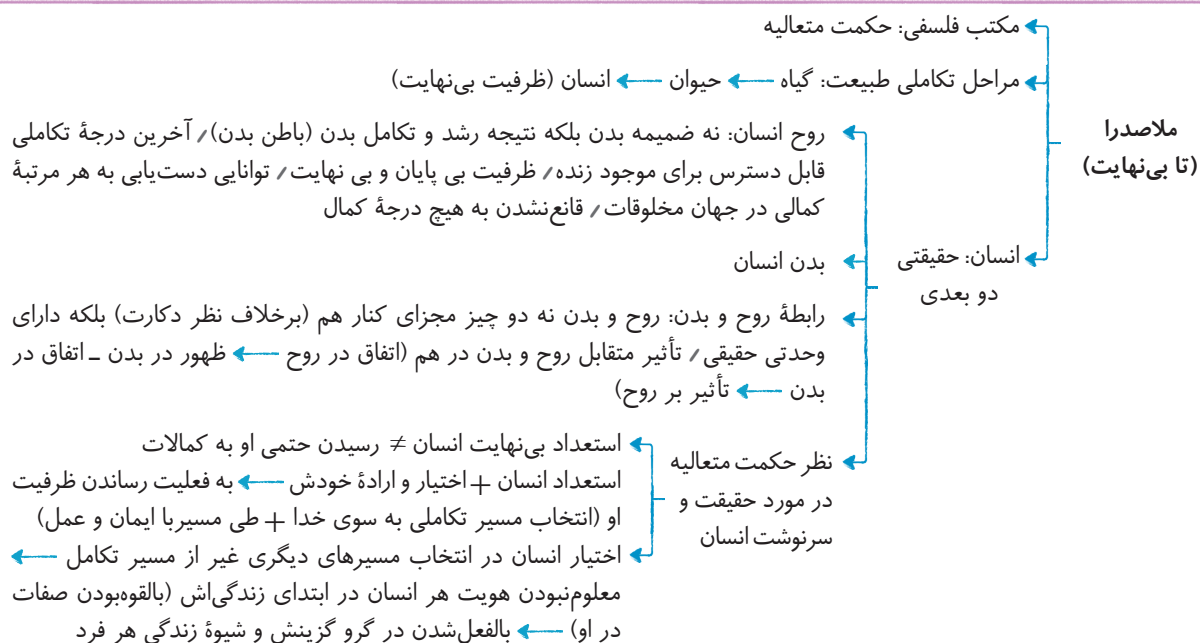 مکتب فلسفی: حکمت متعالیه
مراحل تکاملی طبیعت: گیاه ← حیوان ← انسان (ظرفیت بی‌نهایت)
ملاصدرا
(تا بی‌نهایت)
انسان: حقیقتی
دو بعدی
روح انسان: نه ضمیمه بدن بلکه نتیجه رشد و تکامل بدن (باطن بدن)/ آخرین درجۀ تکاملی
قابل دسترس برای موجود زنده/ ظرفیت بی پایان و بی نهایت/ توانایی دست‌یابی به هر مرتبۀ
کمالی در جهان مخلوقات/ قانع‌نشدن به هیچ درجۀ کمال
بدن انسان
رابطۀ روح و بدن: روح و بدن نه دو چیز مجزای کنار هم (برخلاف نظر دکارت) بلکه دارای
وحدتی حقیقی/ تأثیر متقابل روح و بدن در هم (اتفاق در روح ← ظهور در بدن ـ اتفاق در
بدن ← تأثیر بر روح)
نظر حکمت متعالیه
در مورد حقیقت و
سرنوشت انسان
استعداد بی‌نهایت انسان ≠ رسیدن حتمی او به کمالات
استعداد انسان + اختیار و ارادۀ خودش ← به فعلیت رساندن ظرفیت
او (انتخاب مسیر تکاملی به سوی خدا + طی مسیربا ایمان و عمل)
اختیار انسان در انتخاب مسیرهای دیگری غیر از مسیر تکامل ←
معلوم‌نبودن هویت هر انسان در ابتدای زندگی‌اش (بالقوه‌بودن صفات
در او) ← بالفعل‌شدن در گرو گزینش و شیوۀ زندگی هر فرد